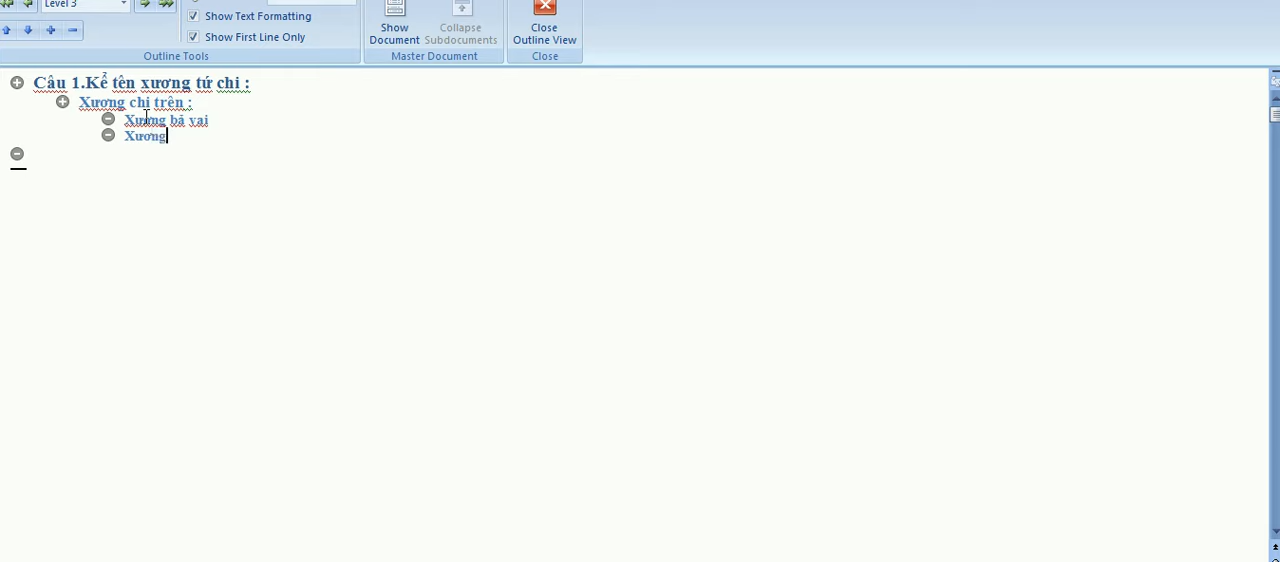 Level 3
Show Text Formatting
Show First Line Only
Show Document
Collapse Subdocuments
Close Outline View
Outline Tools
Master Document
Close
Câu 1.Kể tên xương tứ chi :
Xương chi trên :
Xương bả vai
Xương